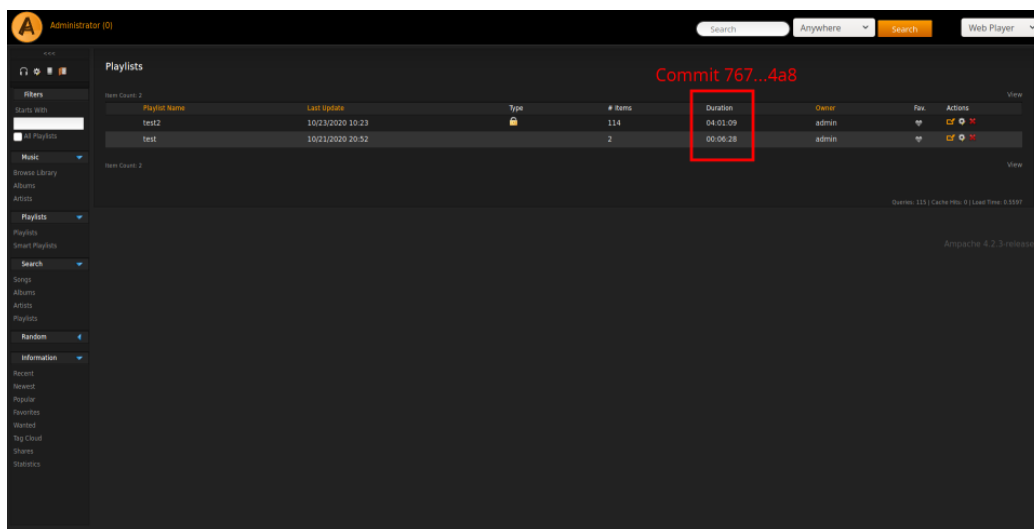 Administrator (0)
Search
Anywhere
Search
Web Player
<<<
Playlists
Commit 767...4a8
Filters
Starts With
All Playlists
Item Count: 2
View
Playlist Name Last Update Type # Items Duration Owner Fav. Actions
test2 10/23/2020 10:23 114 04:01:09 admin
test 10/21/2020 20:52 2 00:06:28 admin
Item Count: 2
View
Queries: 115 | Cache Hits: 0 | Load Time: 0.5597
Ampache 4.2.3-release
Music
Browse Library
Albums
Artists
Playlists
Playlists
Smart Playlists
Search
Songs
Albums
Artists
Playlists
Random
Information
Recent
Newest
Popular
Favorites
Wanted
Tag Cloud
Shares
Statistics